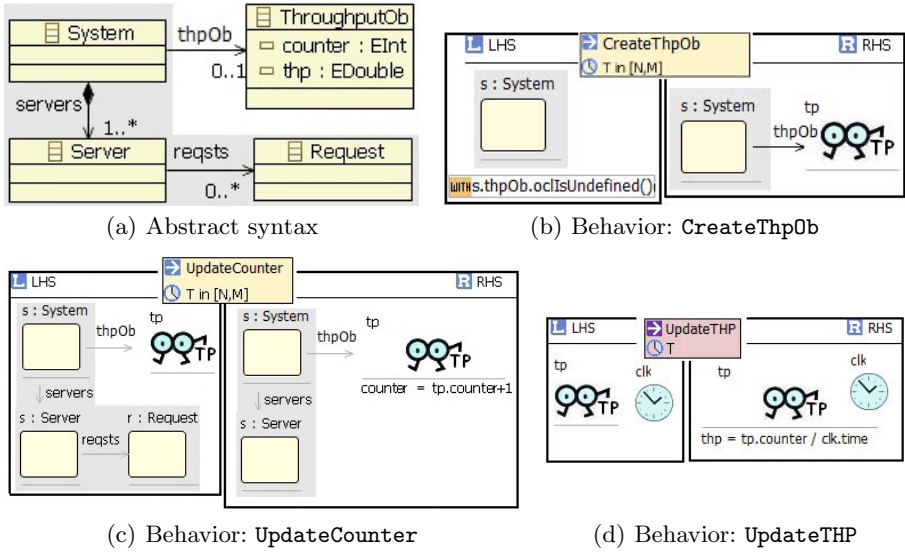 System
thpOb
0..1
ThroughputOb
counter : EInt
thp : EDouble
servers
1..*
Server
reqsts
0..*
Request
(a) Abstract syntax
L LHS
CreateThpOb
T in [N,M]
R RHS
s : System
WITH s.thpOb.oclIsUndefined()
s : System
thpOb
tp
TP
(b) Behavior: CreateThpOb
L LHS
UpdateCounter
T in [N,M]
R RHS
s : System
thpOb
tp
TP
servers
s : Server
reqsts
r : Request
s : System
thpOb
tp
TP
counter = tp.counter+1
servers
s : Server
(c) Behavior: UpdateCounter
L LHS
UpdateTHP
T
R RHS
tp
TP
clk
tp
TP
clk
thp = tp.counter / clk.time
(d) Behavior: UpdateTHP